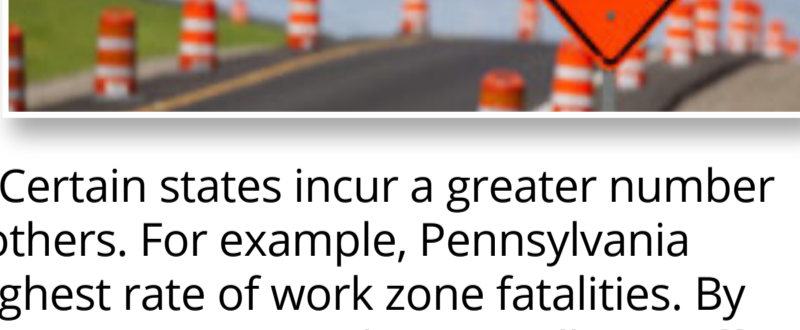 Certain states incur a greater number
others. For example, Pennsylvania
ghest rate of work zone fatalities. By